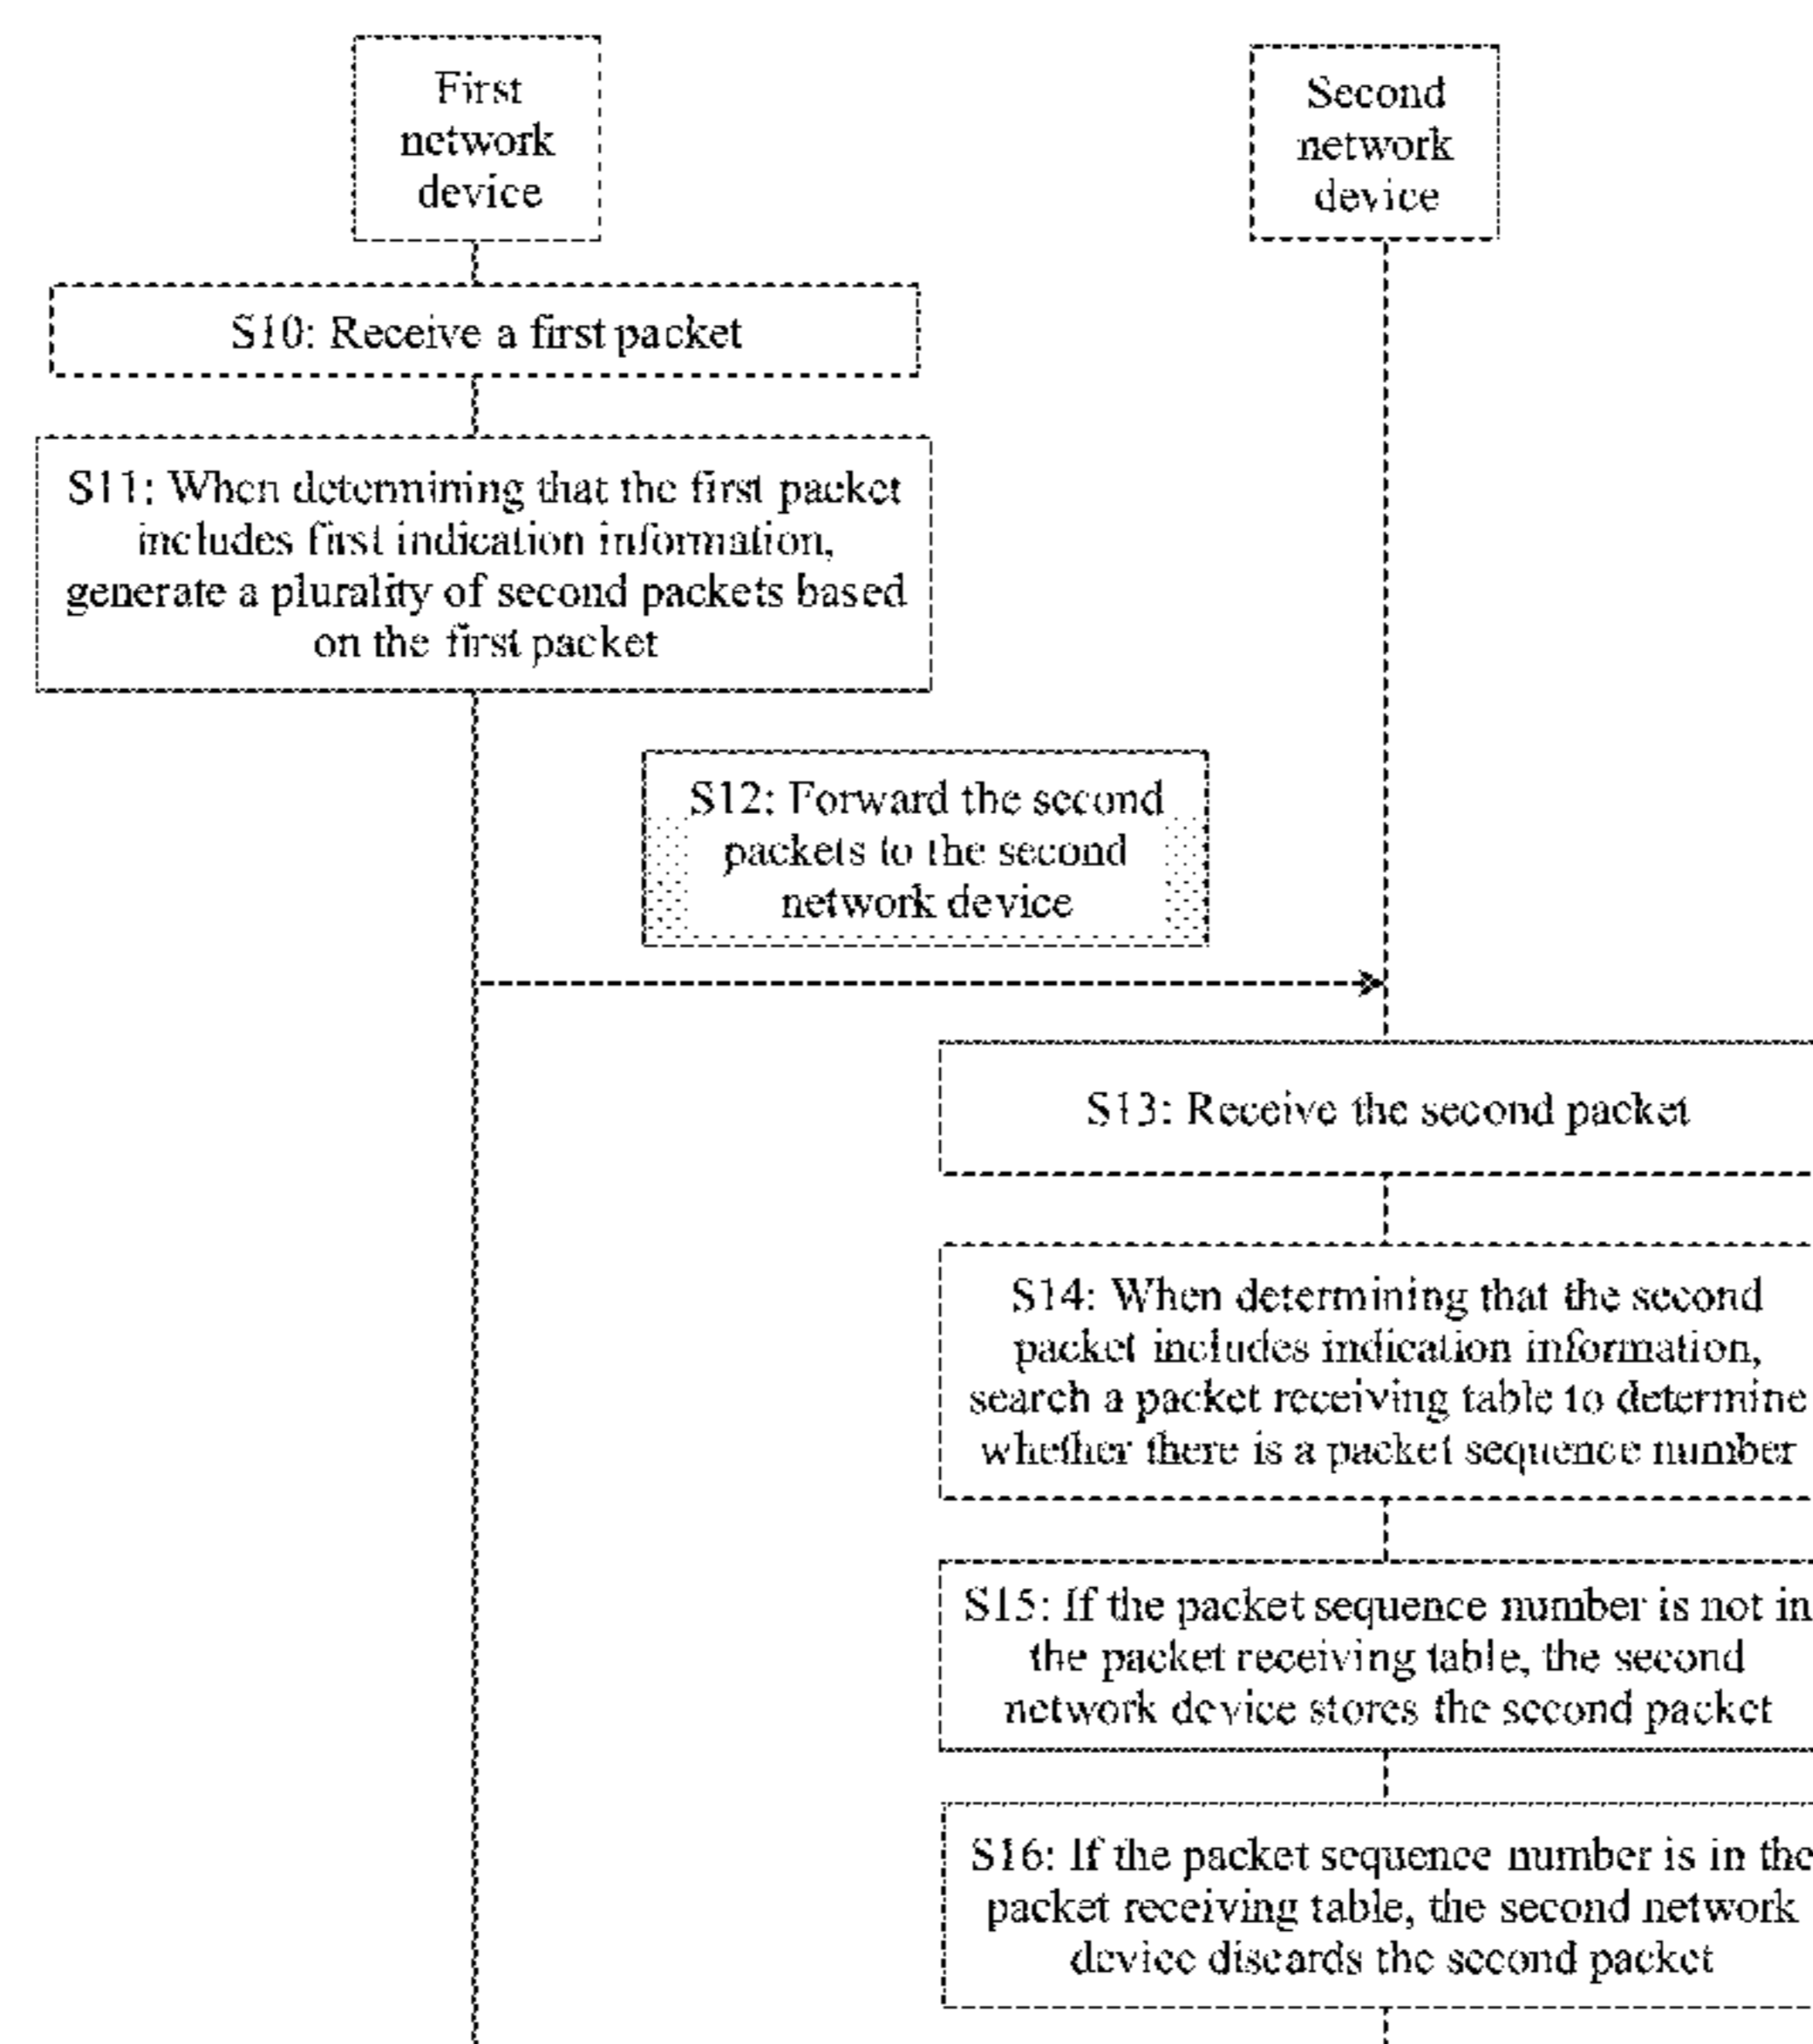 First
network
device
Second
network
device
S10: Receive a first packet
S11: When determining that the first packet
includes first indication information,
generate a plurality of second packets based
on the first packet
S12: Forward the second
packets to the second
network device
S13: Receive the second packet
S14: When determining that the second
packet includes indication information,
search a packet receiving table to determine
whether there is a packet sequence number
S15: If the packet sequence number is not in
the packet receiving table, the second
network device stores the second packet
S16: If the packet sequence number is in the
packet receiving table, the second network
device discards the second packet